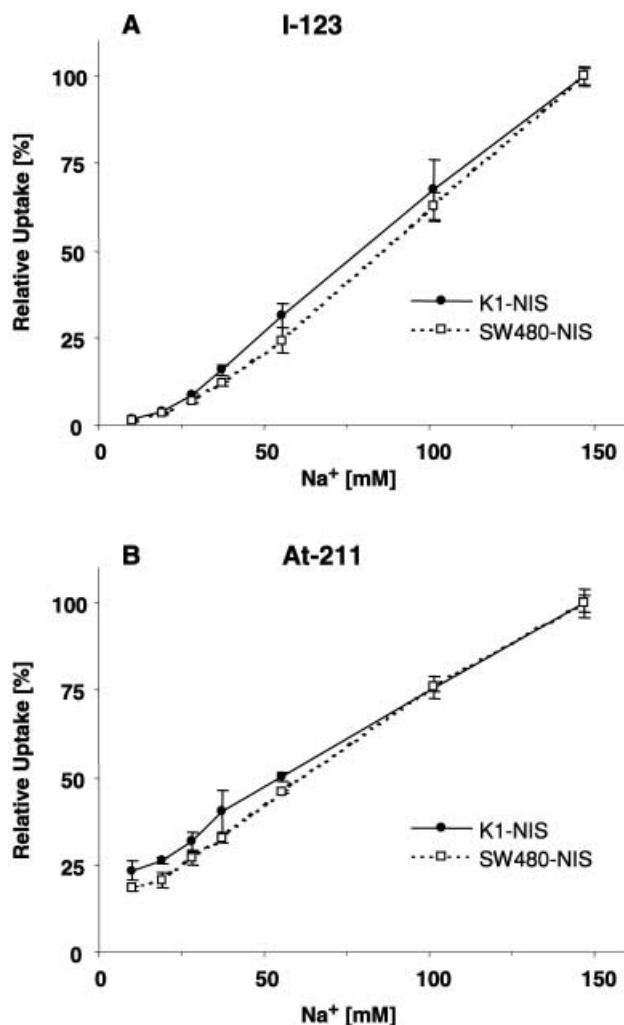 A I-123
Relative Uptake [%]
100
75
50
25
0
K1-NIS
SW480-NIS
0 50 100 150
Na⁺ [mM]
B At-211
Relative Uptake [%]
100
75
50
25
0
K1-NIS
SW480-NIS
0 50 100 150
Na⁺ [mM]